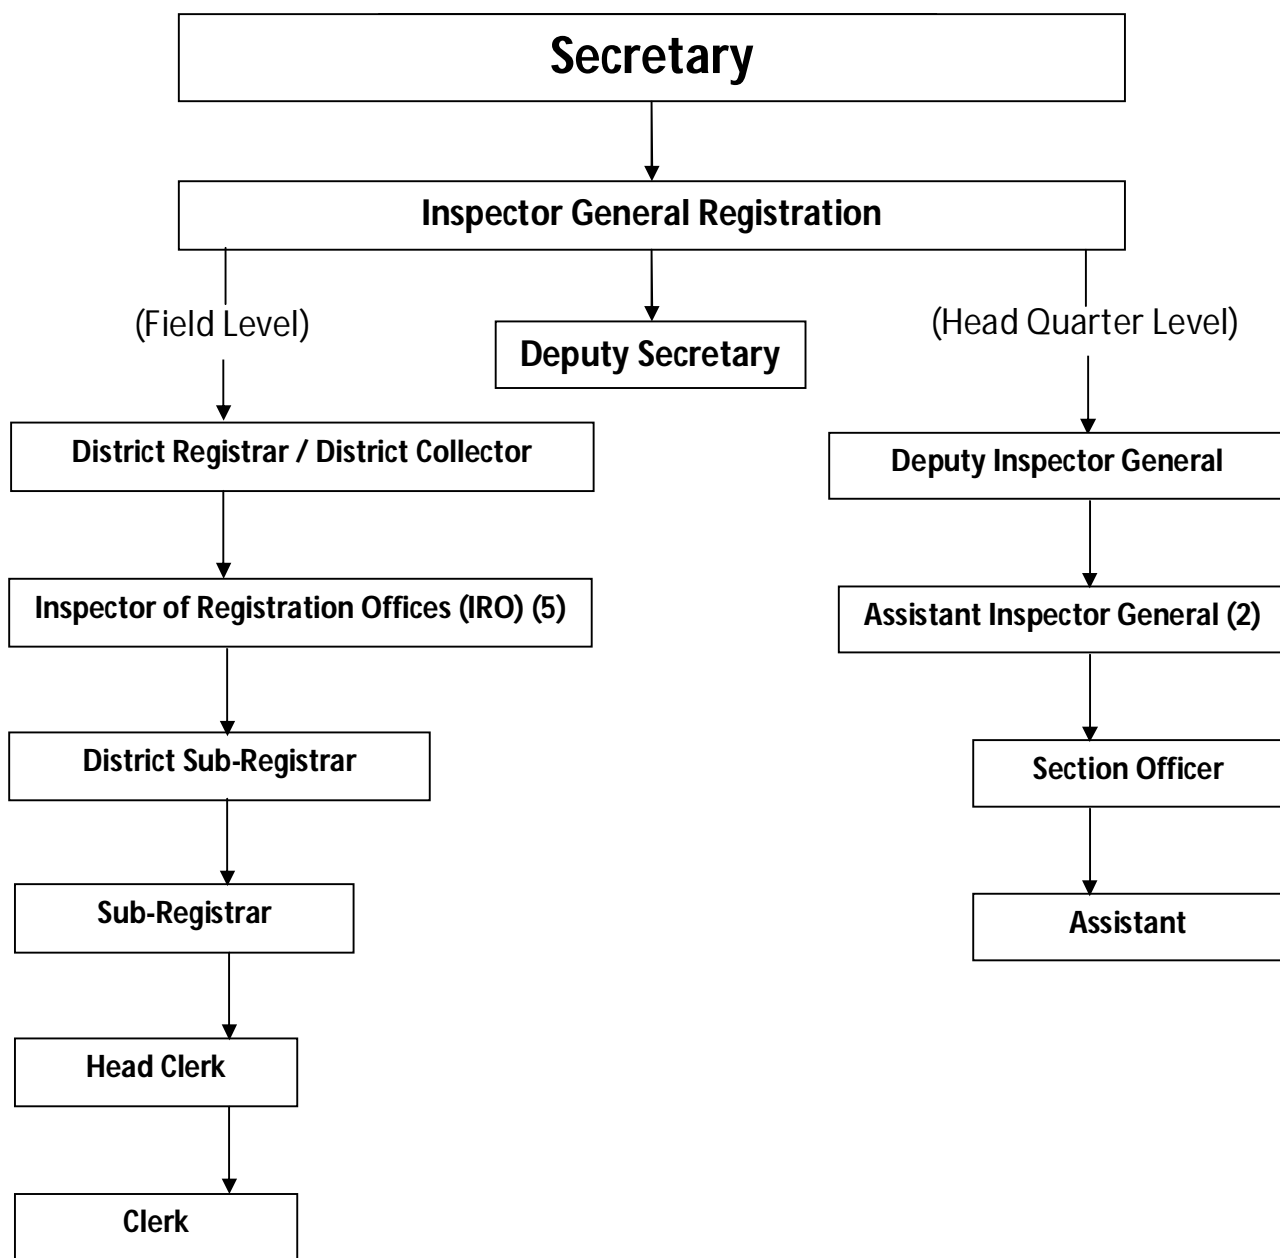 Secretary
Inspector General Registration
(Field Level)
Deputy Secretary
(Head Quarter Level)
District Registrar / District Collector
Deputy Inspector General
Inspector of Registration Offices (IRO) (5)
Assistant Inspector General (2)
District Sub-Registrar
Section Officer
Sub-Registrar
Assistant
Head Clerk
Clerk